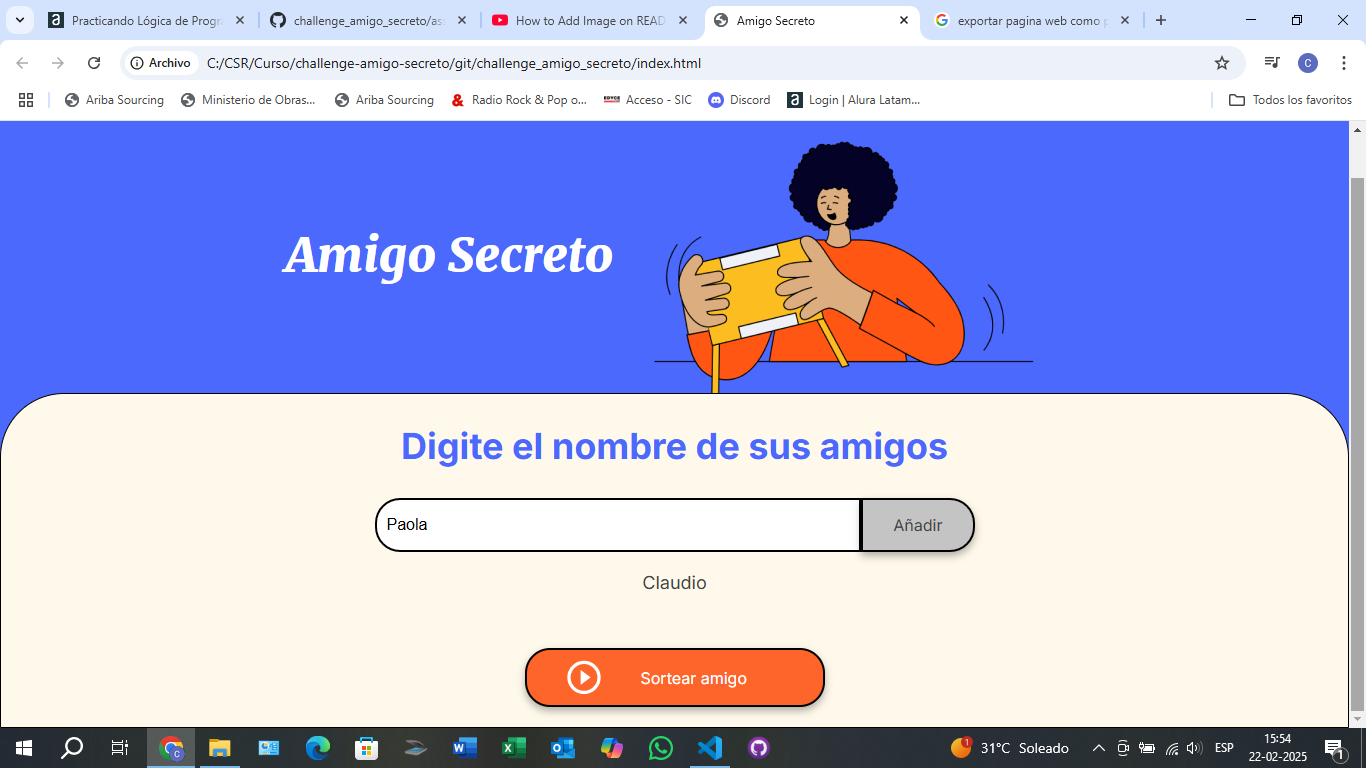 Practicando Lógica de Progra
challenge_amigo_secreto/as
How to Add Image on READ
Amigo Secreto
exportar pagina web como p
Archivo
C:/CSR/Curso/challenge-amigo-secreto/git/challenge_amigo_secreto/index.html
C
Ariba Sourcing
Ministerio de Obras...
Ariba Sourcing
Radio Rock & Pop o...
Acceso - SIC
Discord
Login | Alura Latam...
Todos los favoritos
Amigo Secreto
Digite el nombre de sus amigos
Paola
Añadir
Claudio
Sortear amigo
31°C Soleado
ESP
15:54
22-02-2025
1